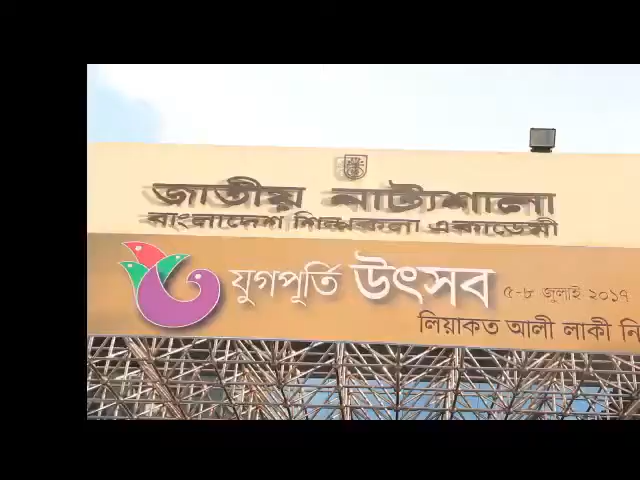 জাতীয় নাট্যশালা
বাংলাদেশ শিল্পকলা একাডেমী
যুগপূর্তি উৎসব ৫-৮ জুলাই ২০১৭
লিয়াকত আলী লাকী